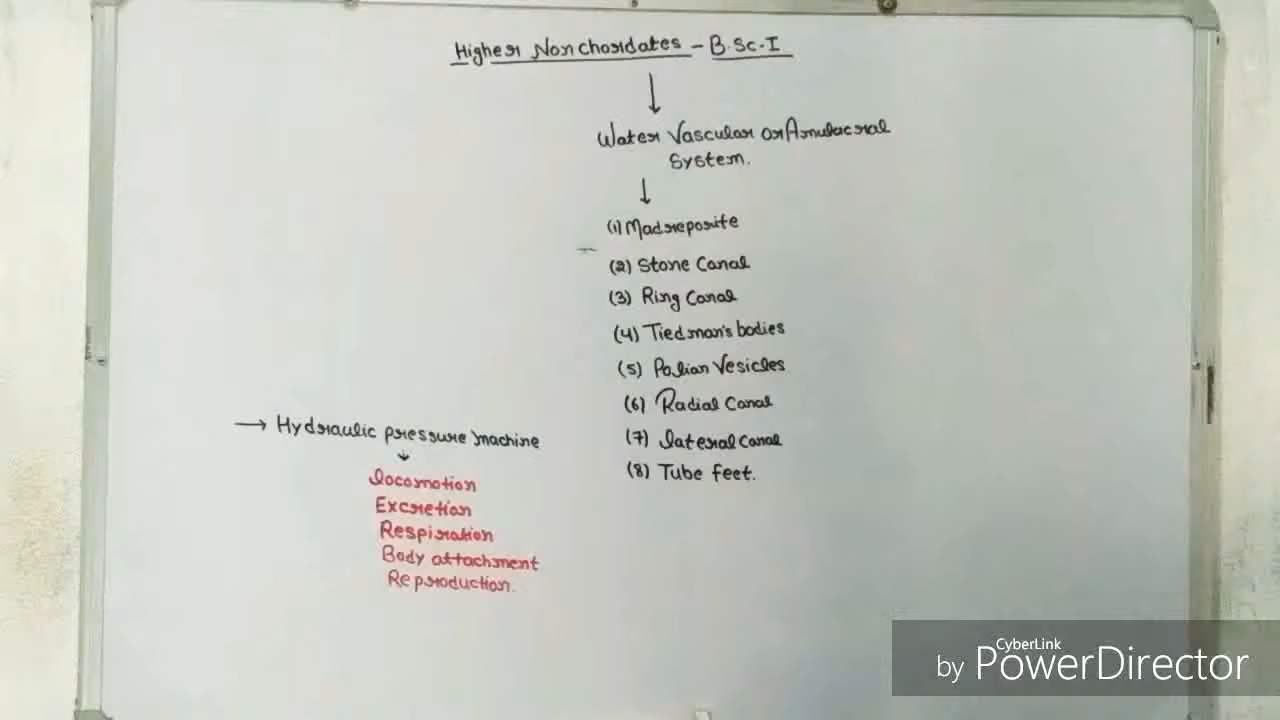 Higher Nonchordates - B.Sc-I
↓
Water Vascular or Amulacral
System.
↓
(1) Madreporite
(2) Stone Canal
(3) Ring Canal
(4) Tiedman's bodies
(5) Polian Vesicles
(6) Radial Canal
(7) lateral Canal
(8) Tube feet.
→ Hydraulic pressure machine
↓
locomotion
Excretion
Respiration
Body attachment
Reproduction.
CyberLink
by PowerDirector